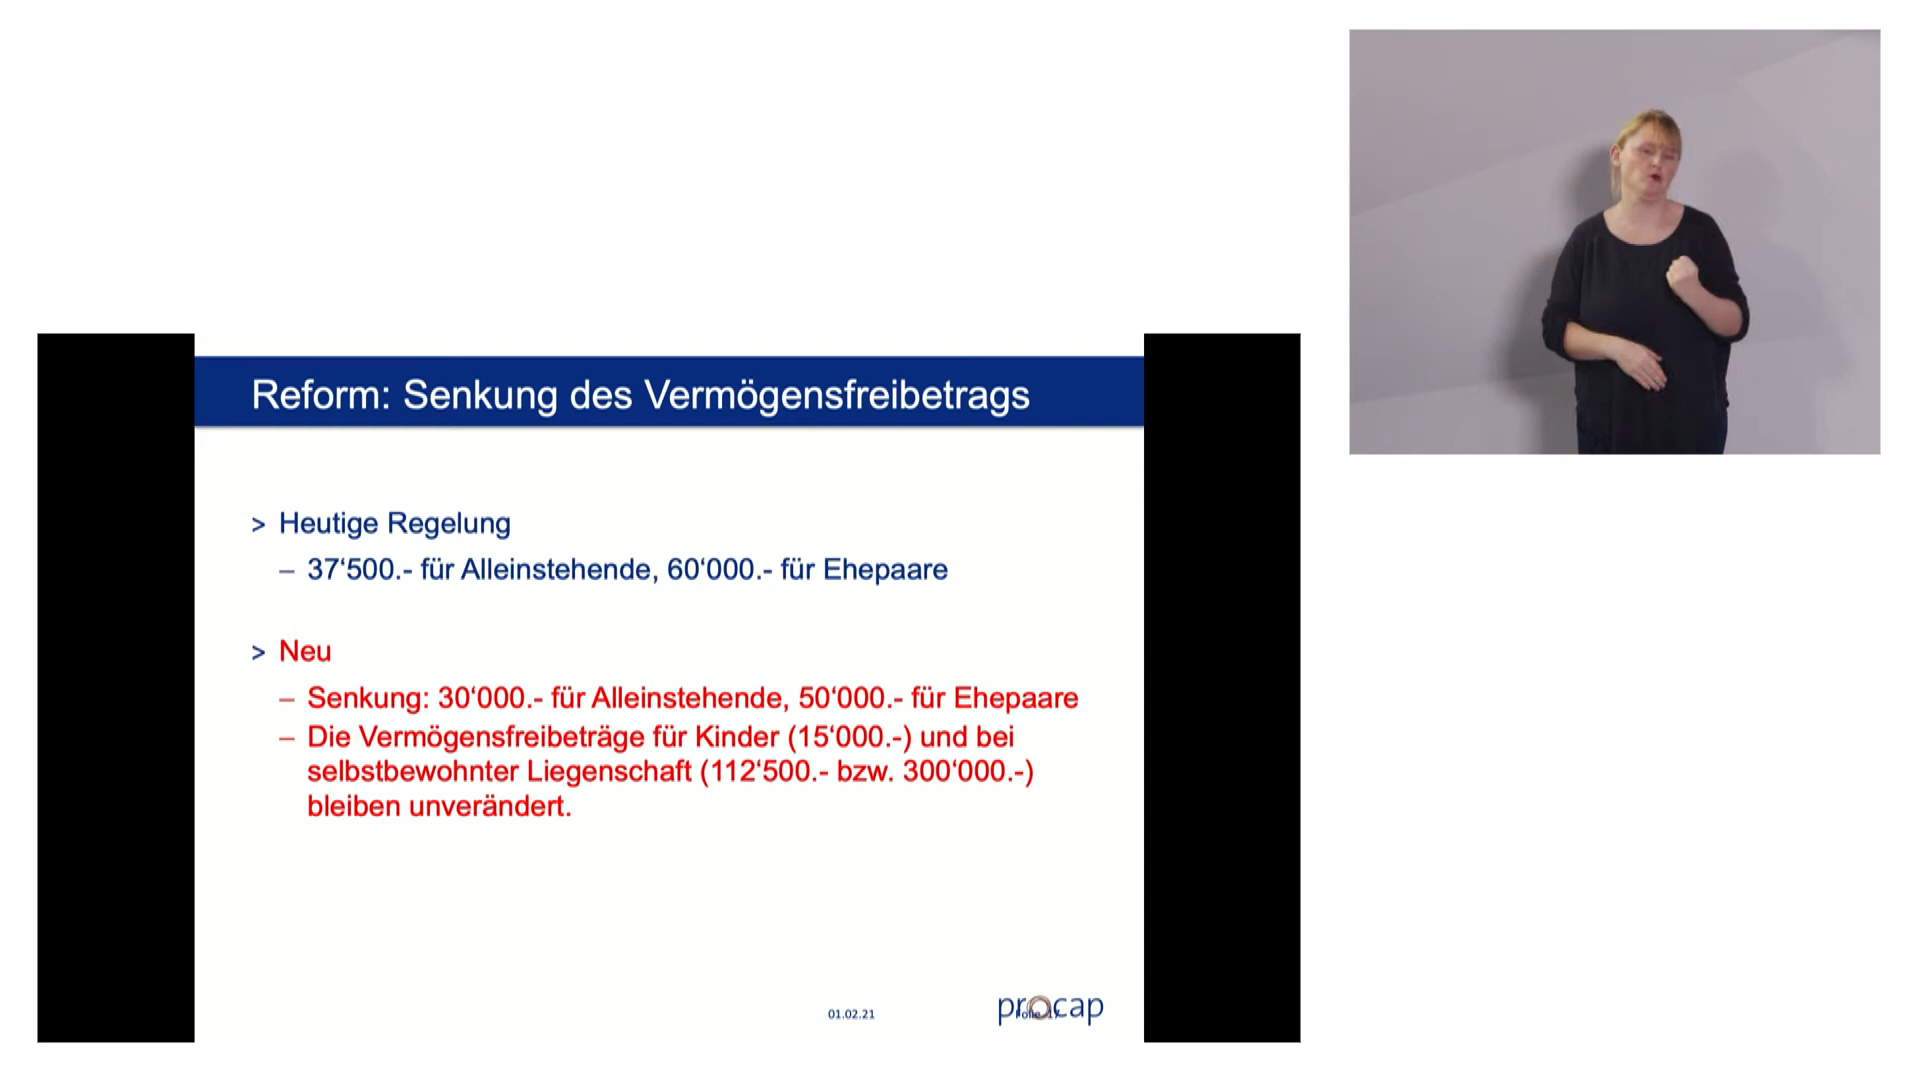 Reform: Senkung des Vermögensfreibetrags
> Heutige Regelung
– 37‘500.- für Alleinstehende, 60‘000.- für Ehepaare
> Neu
– Senkung: 30‘000.- für Alleinstehende, 50‘000.- für Ehepaare
– Die Vermögensfreibeträge für Kinder (15‘000.-) und bei
selbstbewohnter Liegenschaft (112‘500.- bzw. 300‘000.-)
bleiben unverändert.
01.02.21
procap